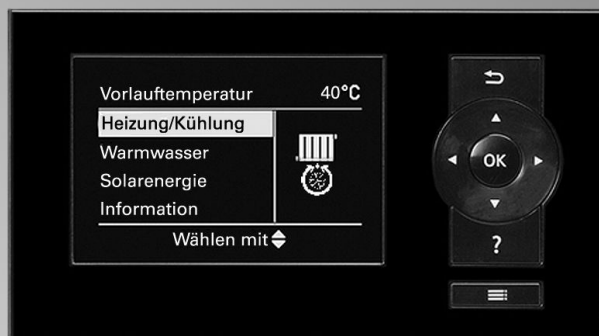 Vorlauftemperatur 40°C
Heizung/Kühlung
Warmwasser
Solarenergie
Information
Wählen mit
OK
?